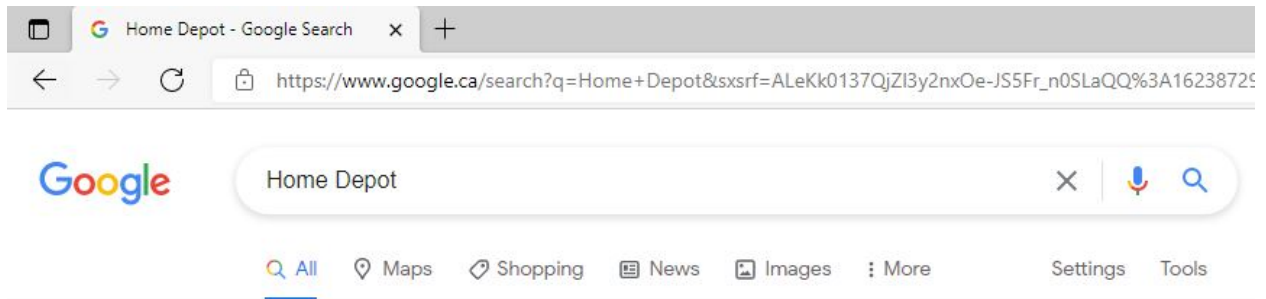 Home Depot - Google Search
https://www.google.ca/search?q=Home+Depot&sxsrf=ALeKk0137QjZI3y2nxOe-JS5Fr_n0SLaQQ%3A16238729
Google Home Depot
All Maps Shopping News Images More Settings Tools